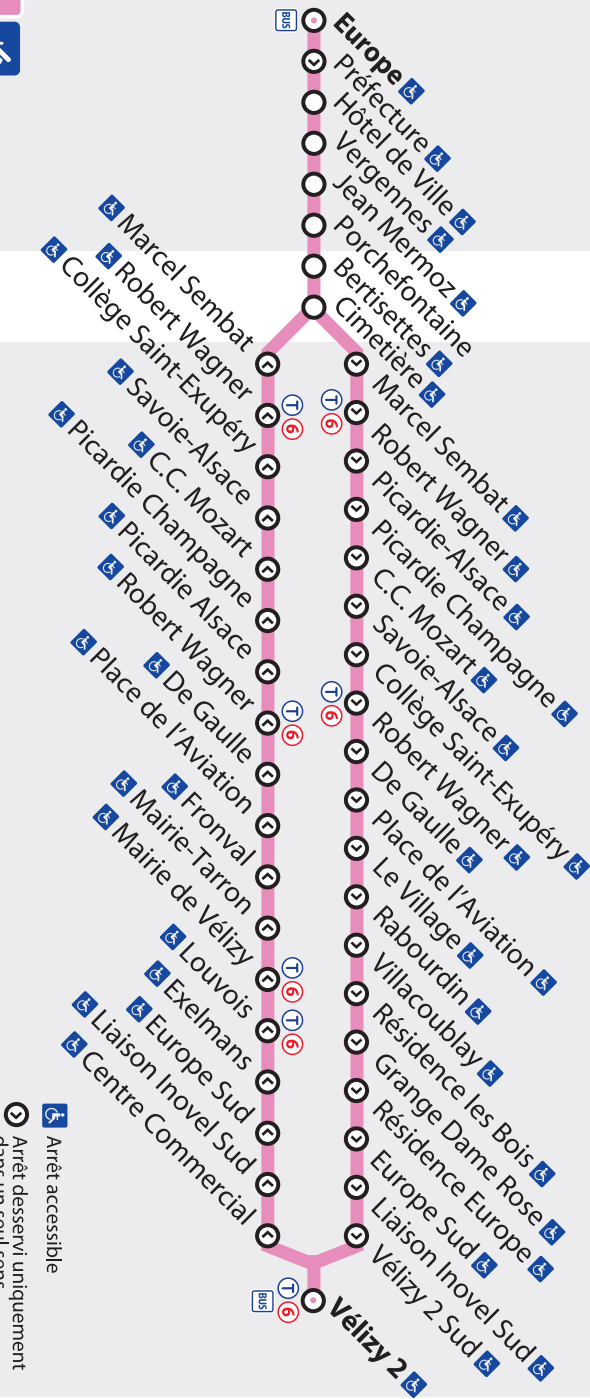 BUS
Europe
Préfecture
Hôtel de Ville
Vergennes
Jean Mermoz
Porchefontaine
Bertisettes
Cimetière
Marcel Sembat
Robert Wagner
Collège Saint-Exupéry
Savoie-Alsace
C.C. Mozart
Picardie Champagne
Picardie Alsace
Robert Wagner
De Gaulle
Place de l'Aviation
Fronval
Mairie-Tarron
Mairie de Vélizy
Louvois
Exelmans
Europe Sud
Liaison Inovel Sud
Centre Commercial
T 6
T 6
T 6
T 6
T 6
T 6
Marcel Sembat
Robert Wagner
Picardie-Alsace
Picardie Champagne
C.C. Mozart
Savoie-Alsace
Collège Saint-Exupéry
Robert Wagner
De Gaulle
Place de l'Aviation
Le Village
Rabourdin
Villacoublay
Résidence les Bois
Grange Dame Rose
Résidence Europe
Europe Sud
Liaison Inovel Sud
Vélizy 2 Sud
T 6
BUS
Vélizy 2
Arrêt accessible
Arrêt desservi uniquement
dans un seul sens